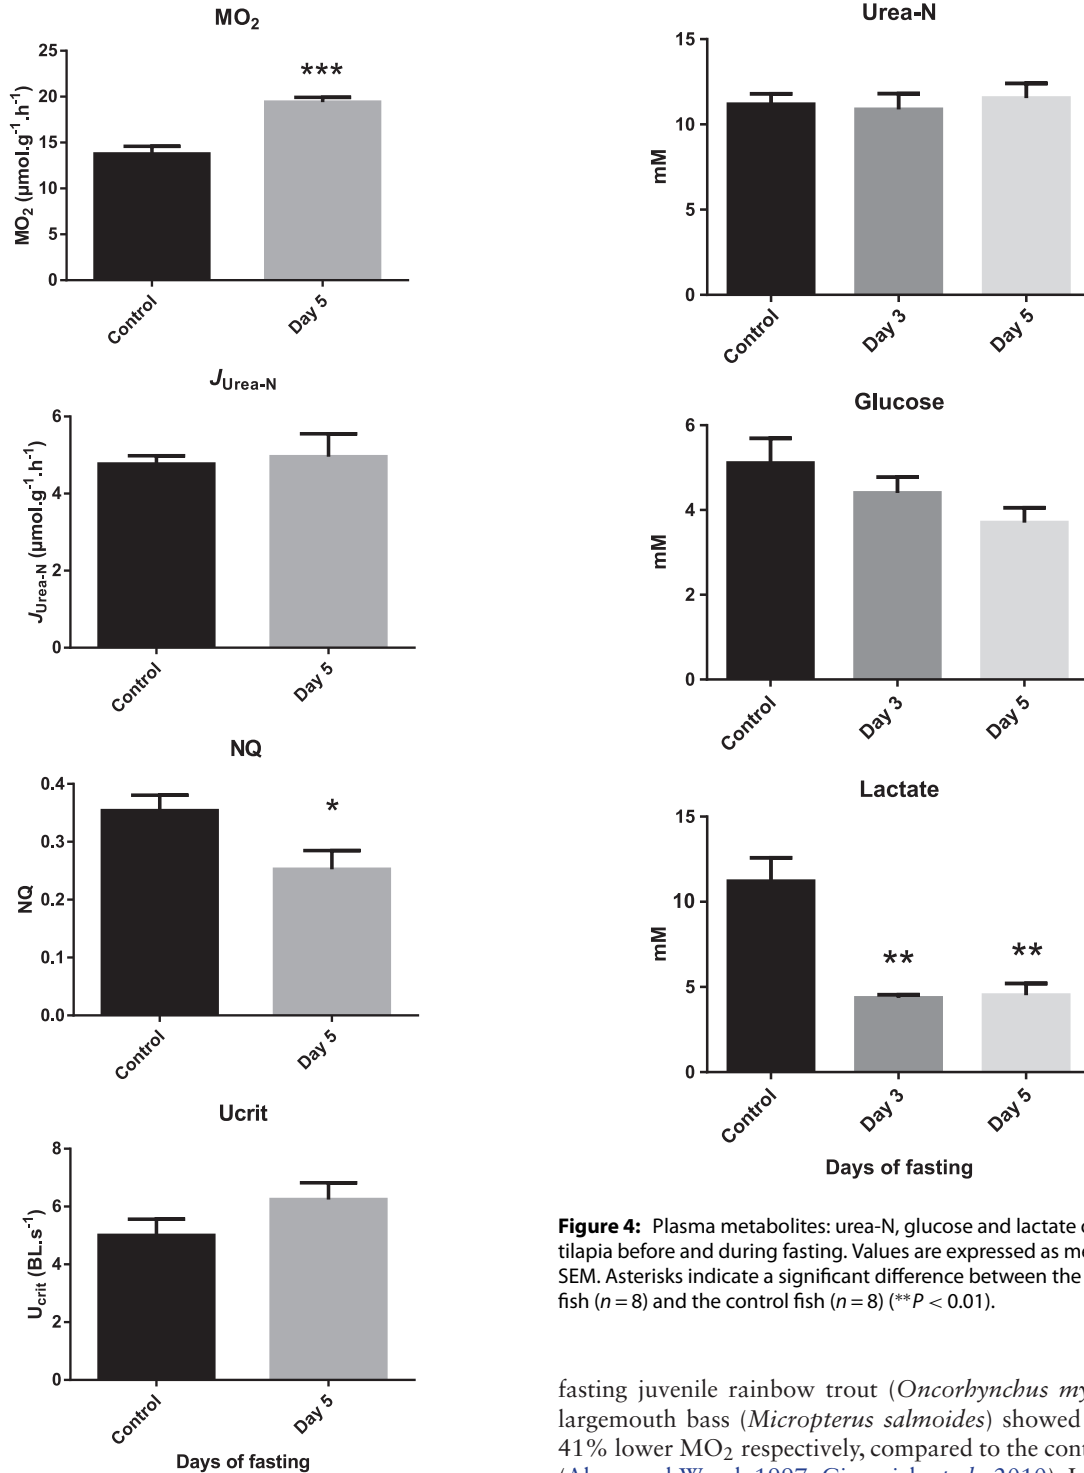 MO2
25
20
15
10
5
0
MO2 (µmol.g-1.h-1)
***
Control
Day 5
JUrea-N
6
4
2
0
JUrea-N (µmol.g-1.h-1)
Control
Day 5
NQ
0.4
0.3
0.2
0.1
0.0
NQ
*
Control
Day 5
Ucrit
8
6
4
2
0
Ucrit (BL.s-1)
Control
Day 5
Days of fasting
Urea-N
15
10
5
0
mM
Control
Day 3
Day 5
Glucose
6
4
2
0
mM
Control
Day 3
Day 5
Lactate
15
10
5
0
mM
**
**
Control
Day 3
Day 5
Days of fasting
Figure 4: Plasma metabolites: urea-N, glucose and lactate
tilapia before and during fasting. Values are expressed as
SEM. Asterisks indicate a significant difference between the
fish (n = 8) and the control fish (n = 8) (**P < 0.01).
fasting juvenile rainbow trout (Oncorhynchus
largemouth bass (Micropterus salmoides) showed
41% lower MO2 respectively, compared to the